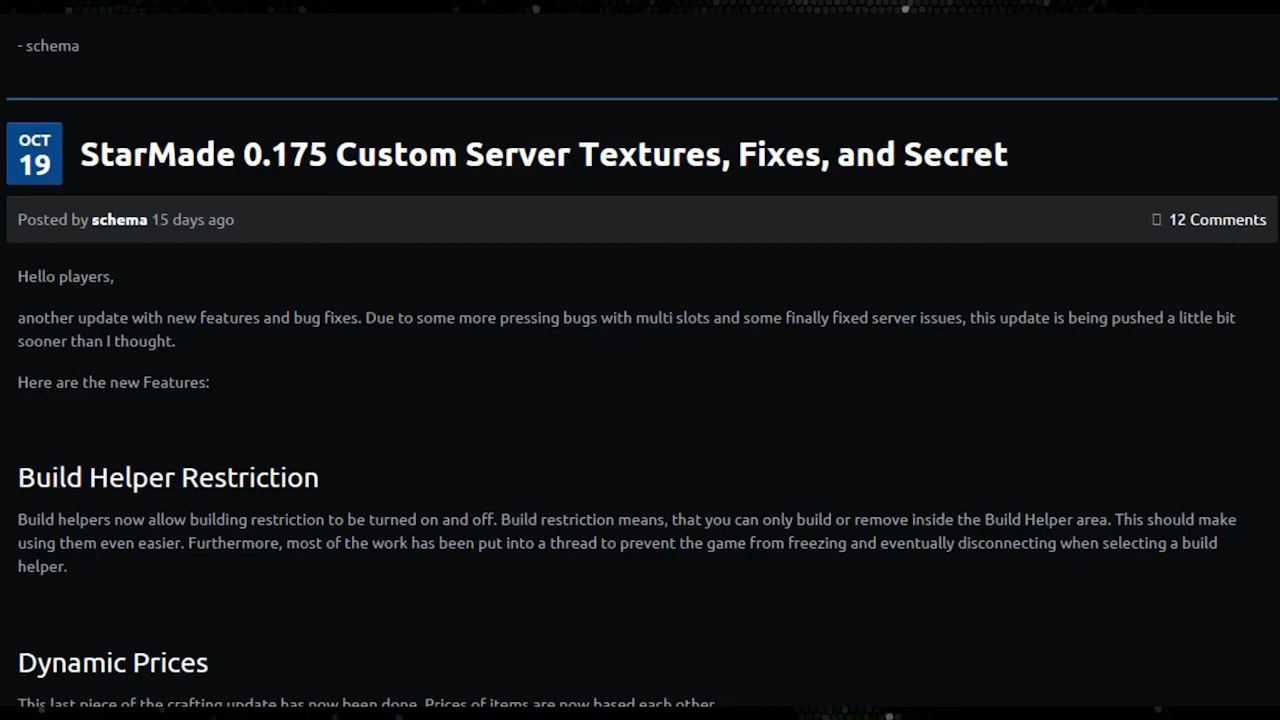 - schema
OCT
19
StarMade 0.175 Custom Server Textures, Fixes, and Secret
Posted by schema 15 days ago
12 Comments
Hello players,
another update with new features and bug fixes. Due to some more pressing bugs with multi slots and some finally fixed server issues, this update is being pushed a little bit
sooner than I thought.
Here are the new Features:
Build Helper Restriction
Build helpers now allow building restriction to be turned on and off. Build restriction means, that you can only build or remove inside the Build Helper area. This should make
using them even easier. Furthermore, most of the work has been put into a thread to prevent the game from freezing and eventually disconnecting when selecting a build
helper.
Dynamic Prices
This last piece of the crafting update has now been done. Prices of items are now based each other.